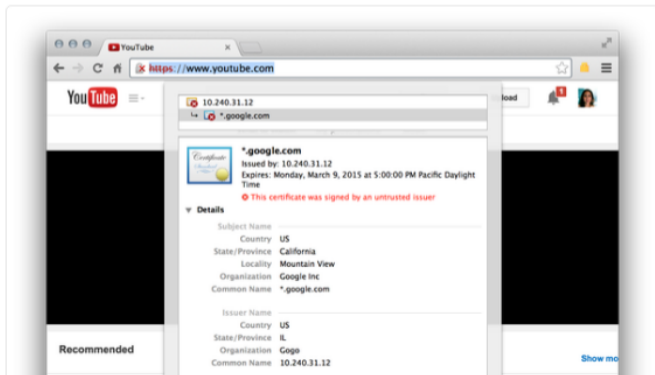 YouTube
https://www.youtube.com
You Tube
10.240.31.12
*.google.com
load
1
Certificate
*.google.com
Issued by: 10.240.31.12
Expires: Monday, March 9, 2015 at 5:00:00 PM Pacific Daylight
Time
This certificate was signed by an untrusted issuer
Details
Subject Name
Country US
State/Province California
Locality Mountain View
Organization Google Inc
Common Name *.google.com
Issuer Name
Country US
State/Province IL
Organization Gogo
Common Name 10.240.31.12
Recommended
Show mo